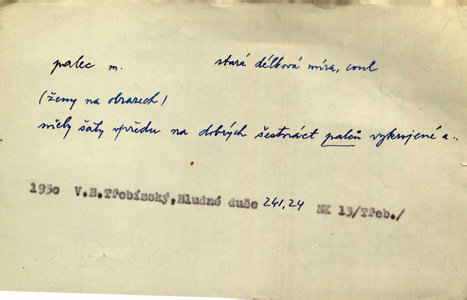 palec m. stará délková míra, coul
(ženy na obrazech)
měly šaty vpředu na dobrých šestnáct palců vykrojené a..
1930 V.B.Třebízský,Bludné duše 241,24 NK 13/Třeb./